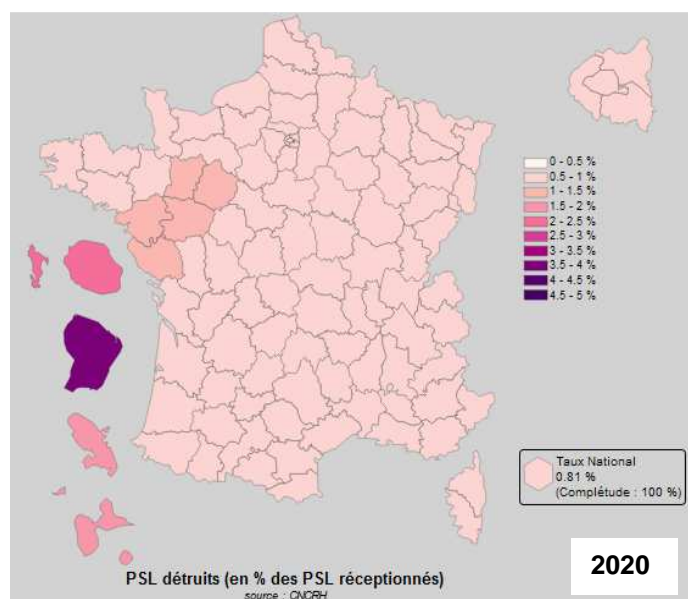 0 - 0.5 %
0.5 - 1 %
1 - 1.5 %
1.5 - 2 %
2 - 2.5 %
2.5 - 3 %
3 - 3.5 %
3.5 - 4 %
4 - 4.5 %
4.5 - 5 %
Taux National
0.81 %
(Complétude : 100 %)
2020
PSL détruits (en % des PSL réceptionnés)
source : CNCRH